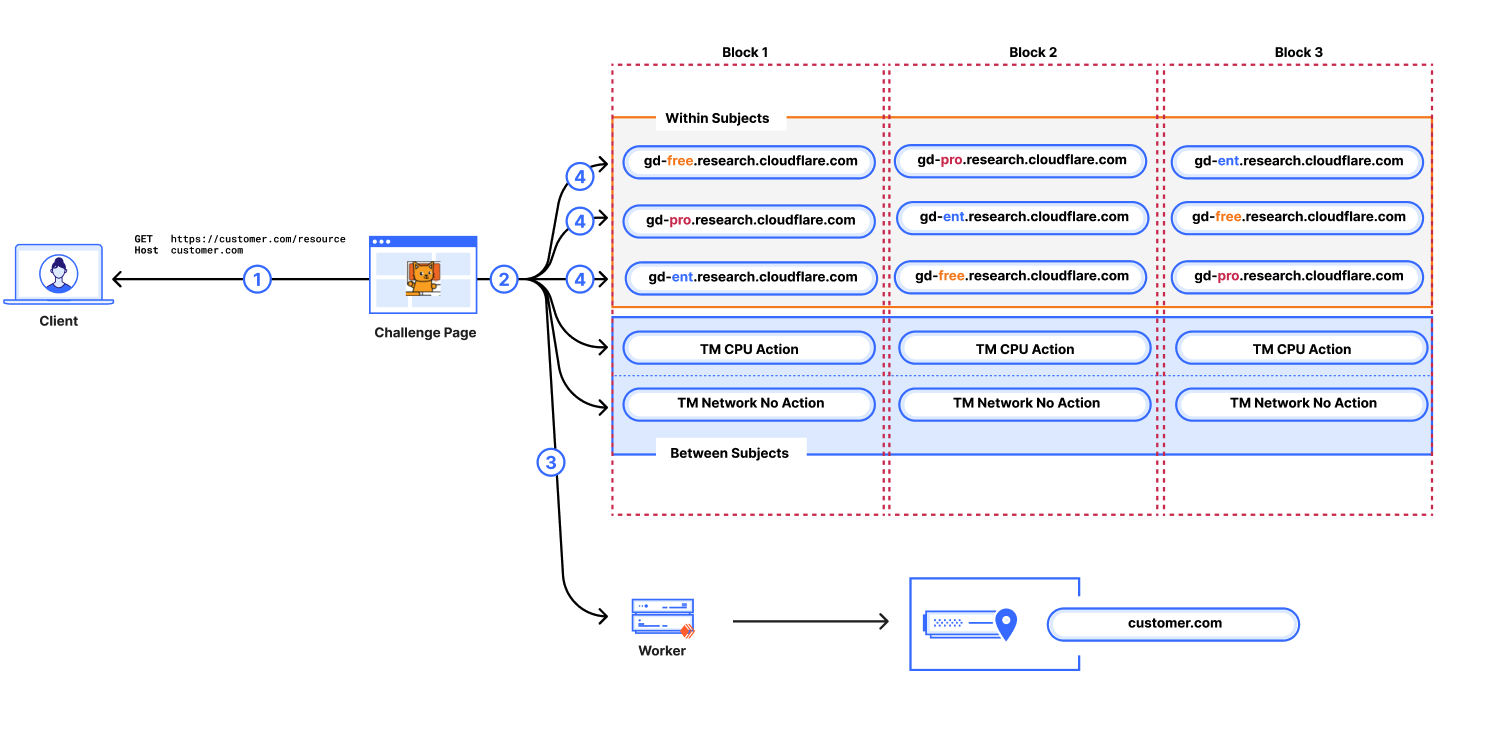 Block 1
Block 2
Block 3
Within Subjects
gd-free.research.cloudflare.com
gd-pro.research.cloudflare.com
gd-ent.research.cloudflare.com
4
4
gd-pro.research.cloudflare.com
gd-ent.research.cloudflare.com
gd-free.research.cloudflare.com
GET https://customer.com/resource
Host customer.com
1
2
4
gd-ent.research.cloudflare.com
gd-free.research.cloudflare.com
gd-pro.research.cloudflare.com
Client
Challenge Page
TM CPU Action
TM CPU Action
TM CPU Action
TM Network No Action
TM Network No Action
TM Network No Action
Between Subjects
3
Worker
customer.com